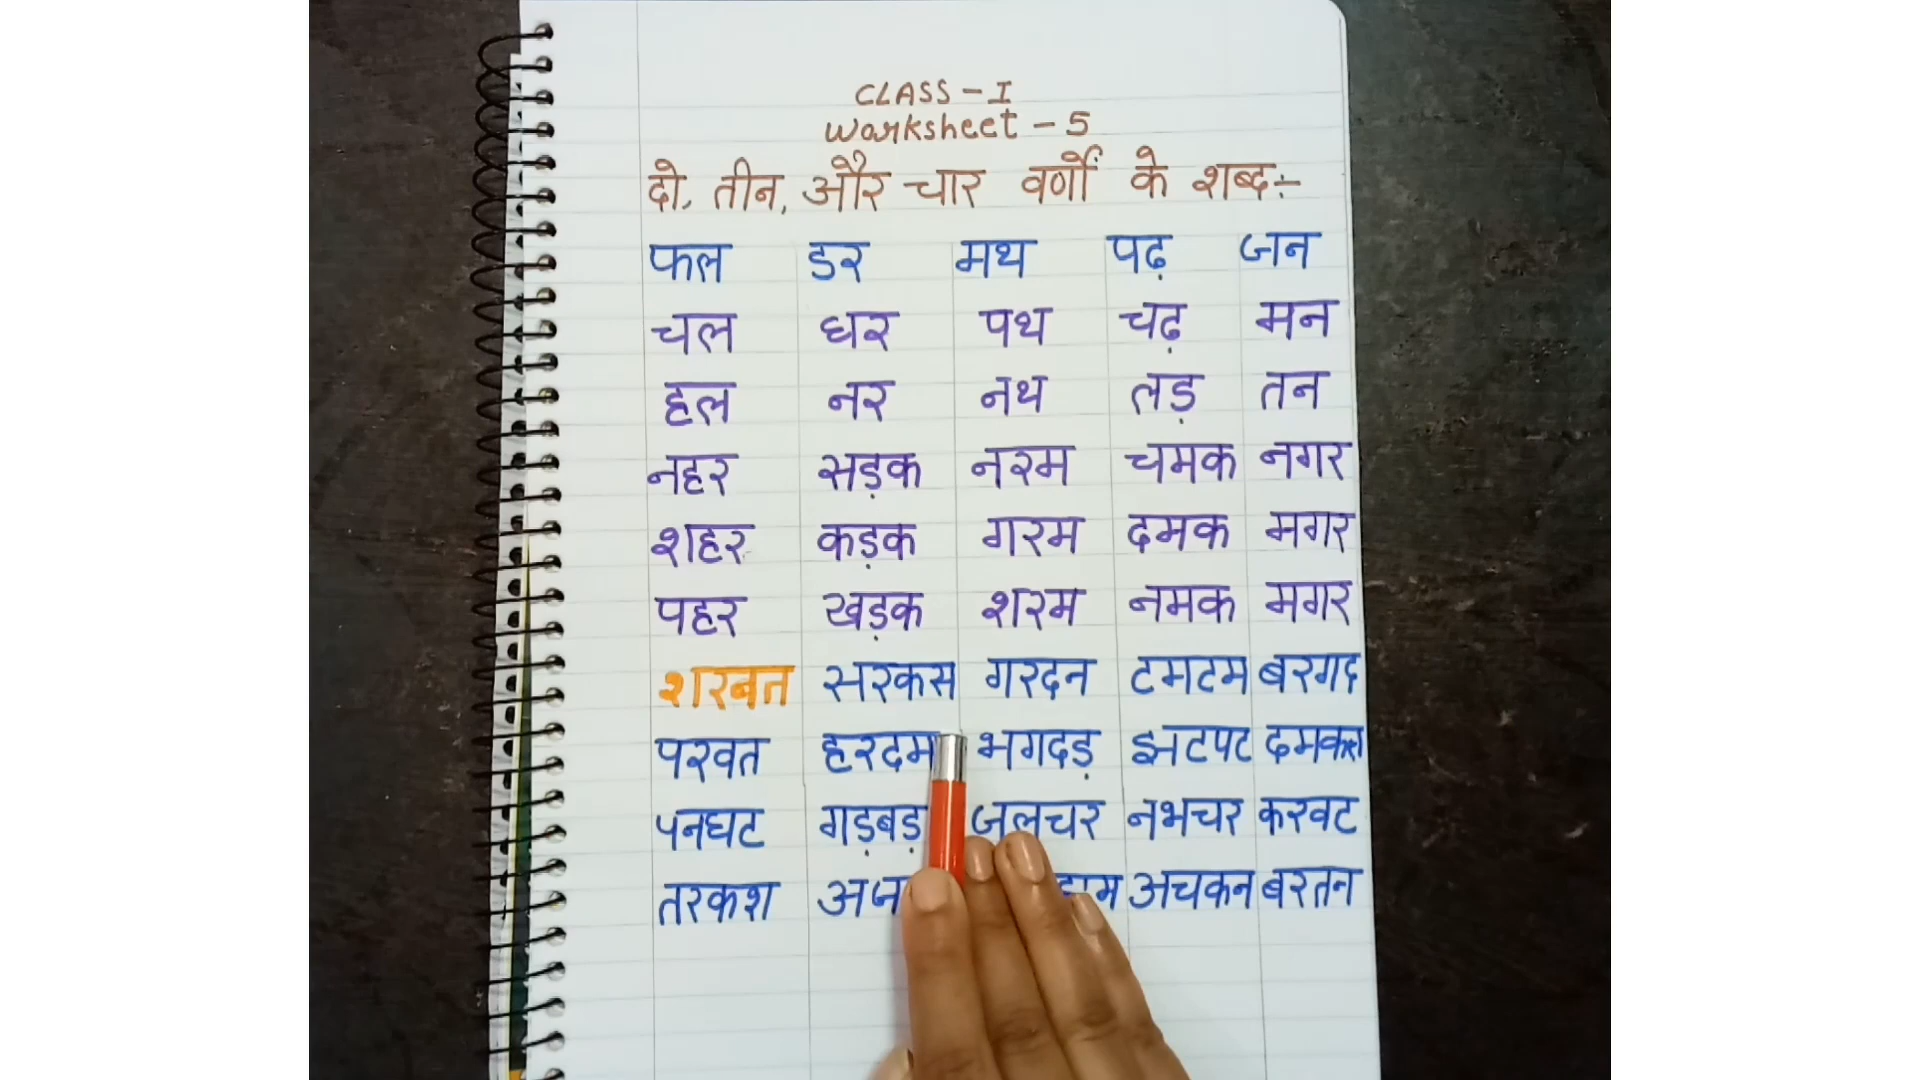 CLASS - I
Worksheet - 5
दो, तीन, और चार वर्णों के शब्द:-
फल डर मथ पढ़ जन
चल घर पथ चढ़ मन
हल नर नथ लड़ तन
नहर सड़क नरम चमक नगर
शहर कड़क गरम दमक मगर
पहर खड़क शरम नमक मगर
शरबत सरकस गरदन टमटम बरगद
परवत हरदम भगदड़ झटपट दमकल
पनघट गड़बड़ जलचर नभचर करवट
तरकश अचकन बरतन